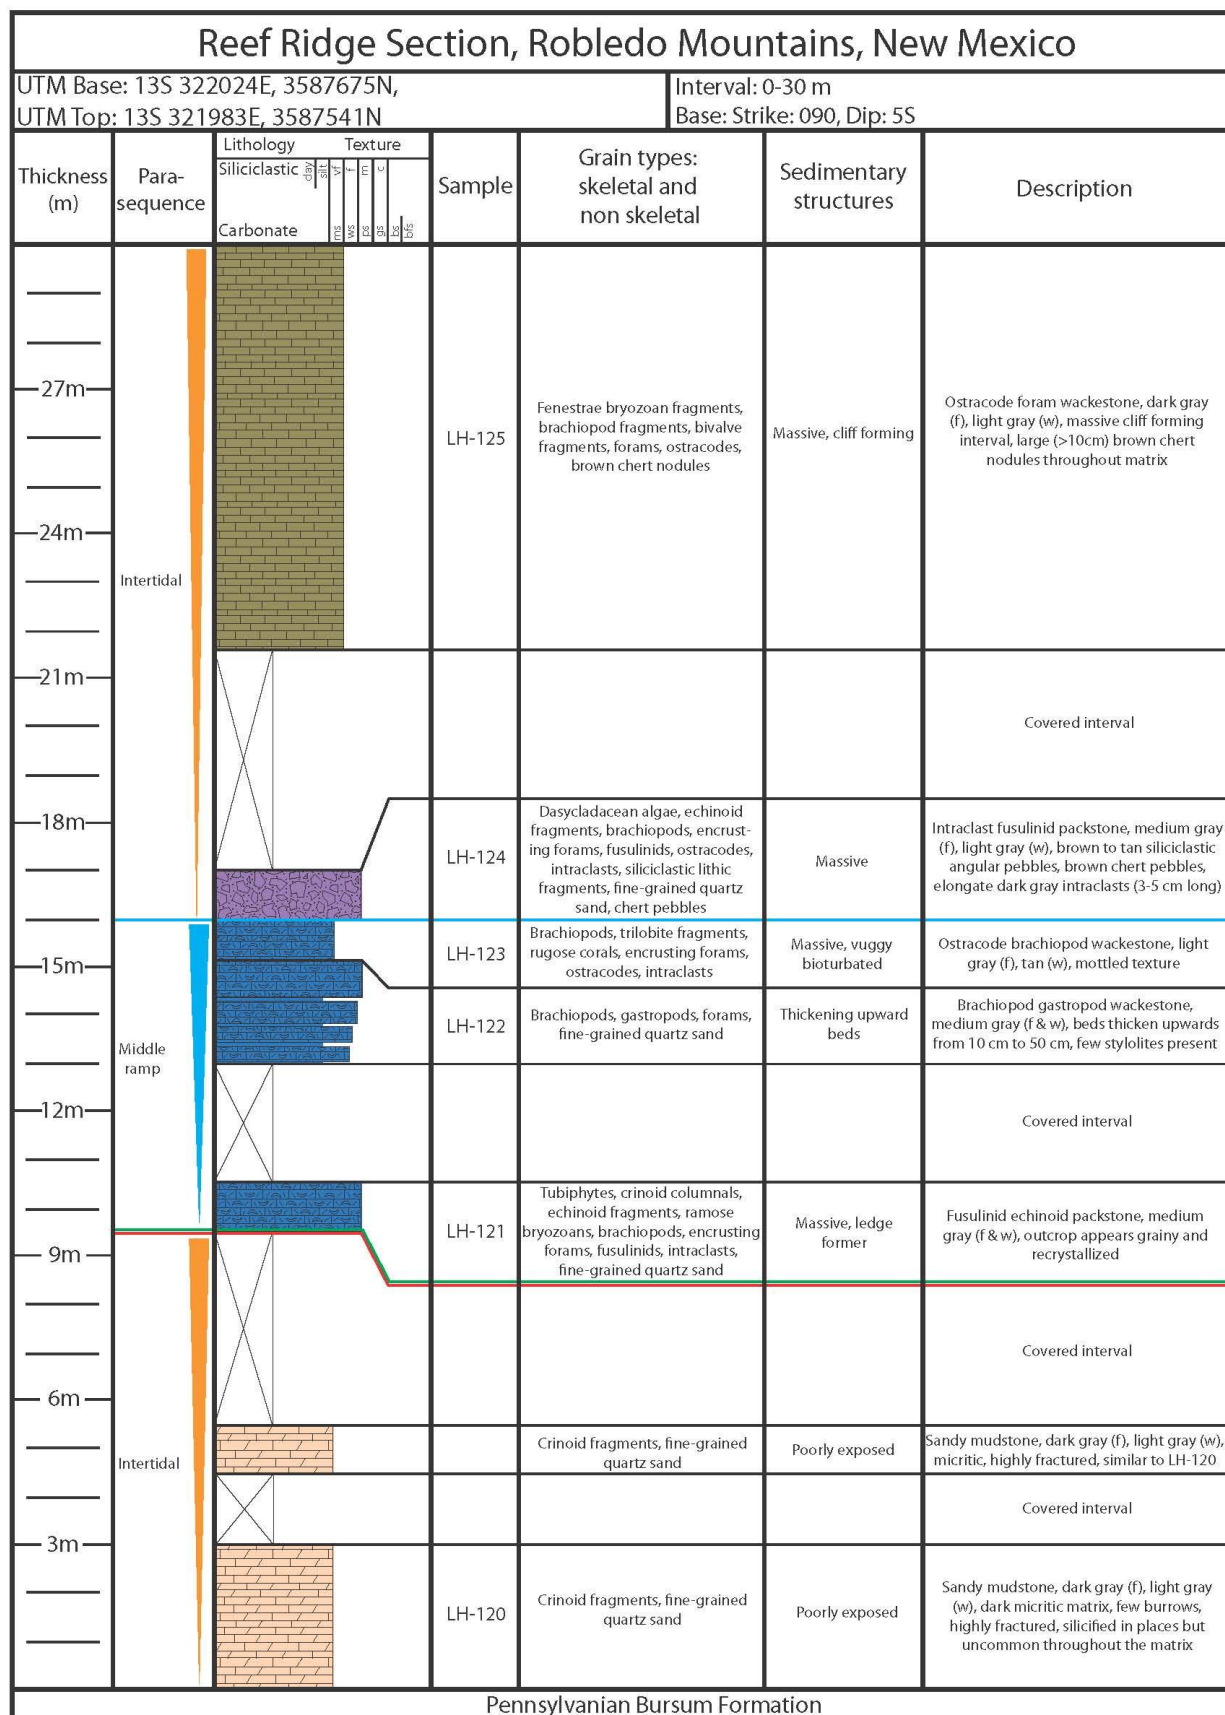 Reef Ridge Section, Robledo Mountains, New Mexico
UTM Base: 13S 322024E, 3587675N,
UTM Top: 13S 321983E, 3587541N
Interval: 0-30 m
Base: Strike: 090, Dip: 5S
Thickness
(m)
Para-
sequence
Lithology
Texture
Siliciclastic
clay
silt
vf
f
m
c
Carbonate
ms
ws
ps
gs
bs
bfs
Sample
Grain types:
skeletal and
non skeletal
Sedimentary
structures
Description
27m
24m
21m
18m
15m
12m
9m
6m
3m
Intertidal
Middle
ramp
Intertidal
LH-125
Fenestrae bryozoan fragments,
brachiopod fragments, bivalve
fragments, forams, ostracodes,
brown chert nodules
Massive, cliff forming
Ostracode foram wackestone, dark gray
(f), light gray (w), massive cliff forming
interval, large (>10cm) brown chert
nodules throughout matrix
Covered interval
LH-124
Dasycladacean algae, echinoid
fragments, brachiopods, encrust-
ing forams, fusulinids, ostracodes,
intraclasts, siliciclastic lithic
fragments, fine-grained quartz
sand, chert pebbles
Massive
Intraclast fusulinid packstone, medium gray
(f), light gray (w), brown to tan siliciclastic
angular pebbles, brown chert pebbles,
elongate dark gray intraclasts (3-5 cm long)
LH-123
Brachiopods, trilobite fragments,
rugose corals, encrusting forams,
ostracodes, intraclasts
Massive, vuggy
bioturbated
Ostracode brachiopod wackestone, light
gray (f), tan (w), mottled texture
LH-122
Brachiopods, gastropods, forams,
fine-grained quartz sand
Thickening upward
beds
Brachiopod gastropod wackestone,
medium gray (f & w), beds thicken upwards
from 10 cm to 50 cm, few stylolites present
Covered interval
LH-121
Tubiphytes, crinoid columnals,
echinoid fragments, ramose
bryozoans, brachiopods, encrusting
forams, fusulinids, intraclasts,
fine-grained quartz sand
Massive, ledge
former
Fusulinid echinoid packstone, medium
gray (f & w), outcrop appears grainy and
recrystallized
Covered interval
Crinoid fragments, fine-grained
quartz sand
Poorly exposed
Sandy mudstone, dark gray (f), light gray (w),
micritic, highly fractured, similar to LH-120
Covered interval
LH-120
Crinoid fragments, fine-grained
quartz sand
Poorly exposed
Sandy mudstone, dark gray (f), light gray
(w), dark micritic matrix, few burrows,
highly fractured, silicified in places but
uncommon throughout the matrix
Pennsylvanian Bursum Formation